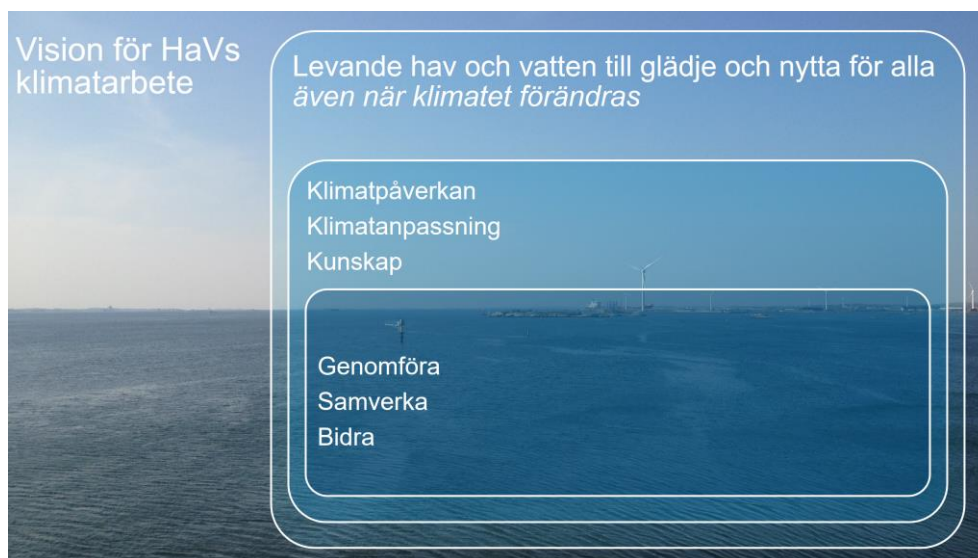 Vision för HaVs
klimatarbete
Levande hav och vatten till glädje och nytta för alla
även när klimatet förändras
Klimatpåverkan
Klimatanpassning
Kunskap
Genomföra
Samverka
Bidra